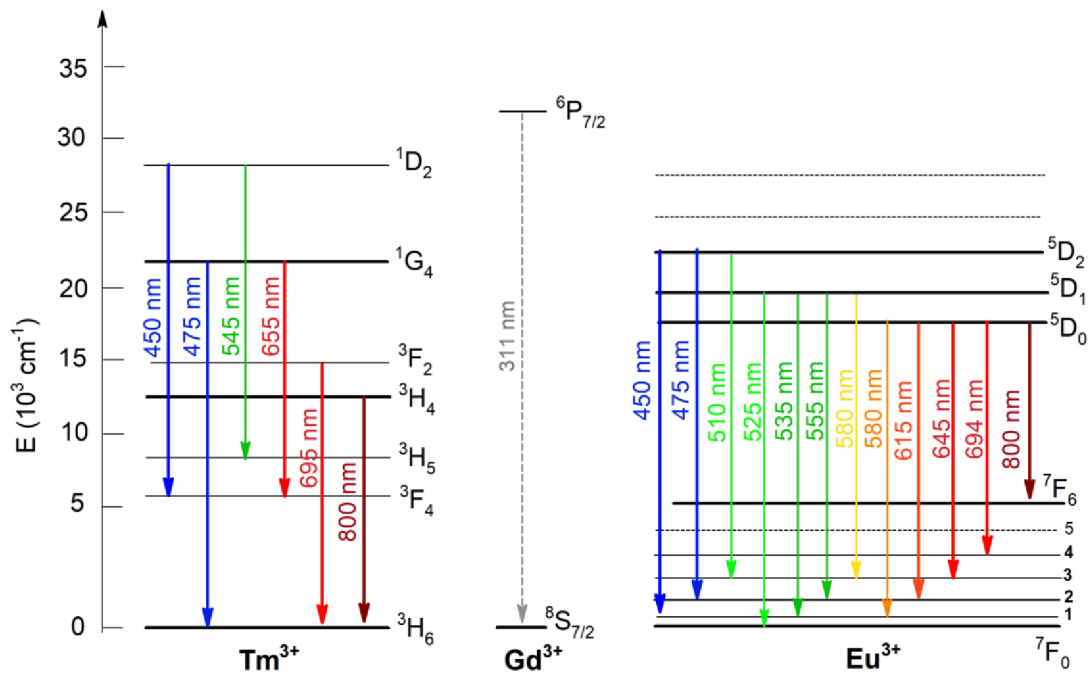 E (10³ cm⁻¹)
35
30
25
20
15
10
5
0
¹D₂
¹G₄
³F₂
³H₄
³H₅
³F₄
³H₆
450 nm
475 nm
545 nm
655 nm
695 nm
800 nm
Tm³⁺
⁶P₇/₂
311 nm
⁸S₇/₂
Gd³⁺
⁵D₂
⁵D₁
⁵D₀
450 nm
475 nm
510 nm
525 nm
535 nm
555 nm
580 nm
580 nm
615 nm
645 nm
694 nm
800 nm
⁷F₆
5
4
3
2
1
⁷F₀
Eu³⁺